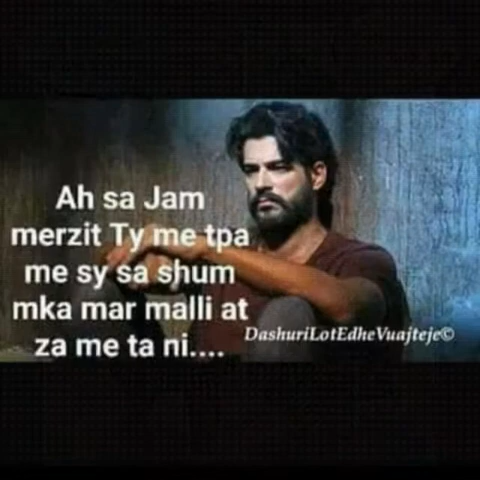 Ah sa Jam
merzit Ty me tpa
me sy sa shum
mka mar malli at
za me ta ni....
DashuriLotEdheVuajteje©